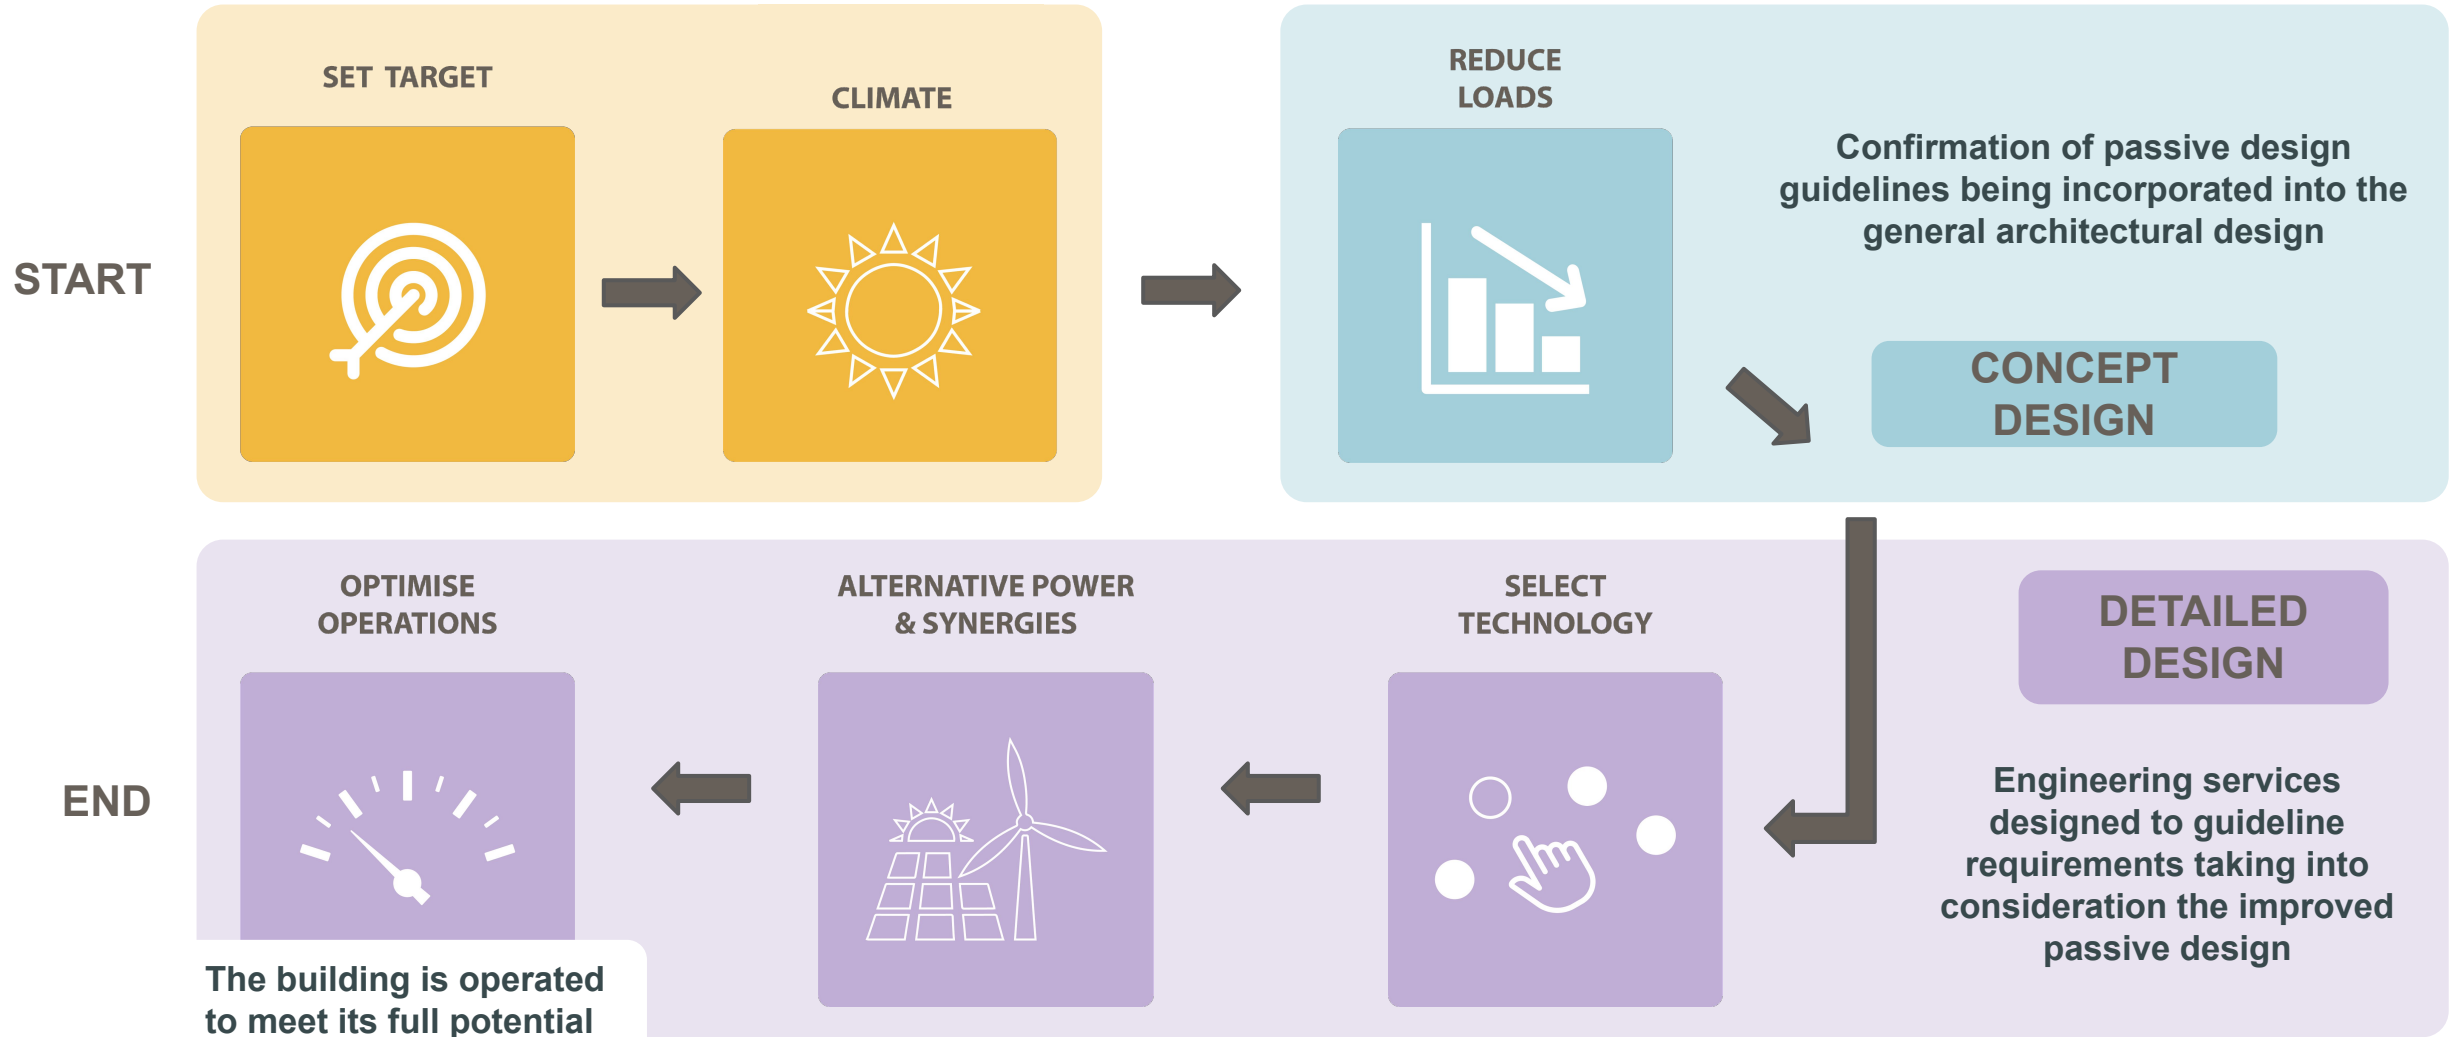 SET TARGET
CLIMATE
REDUCE
LOADS
Confirmation of passive design
guidelines being incorporated into the
general architectural design
START
CONCEPT
DESIGN
OPTIMISE
OPERATIONS
ALTERNATIVE POWER
& SYNERGIES
SELECT
TECHNOLOGY
DETAILED
DESIGN
END
Engineering services
designed to guideline
requirements taking into
consideration the improved
passive design
The building is operated
to meet its full potential